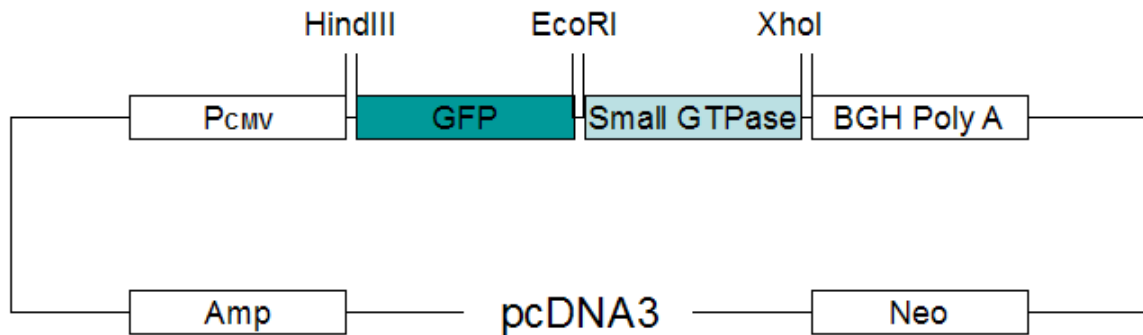 HindIII EcoRI XhoI
PCMV GFP Small GTPase BGH Poly A
Amp pcDNA3 Neo